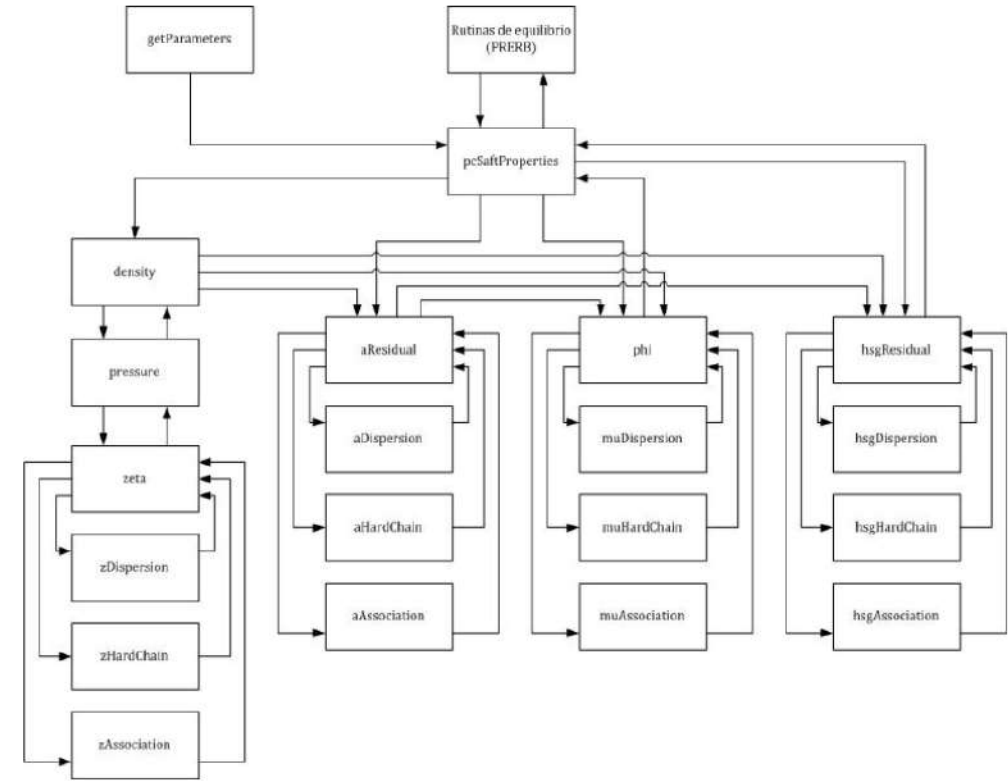 getParameters
Rutinas de equilibrio
(PRERB)
pcSaftProperties
density
pressure
zeta
zDispersion
zHardChain
zAssociation
aResidual
aDispersion
aHardChain
aAssociation
phi
muDispersion
muHardChain
muAssociation
hsgResidual
hsgDispersion
hsgHardChain
hsgAssociation